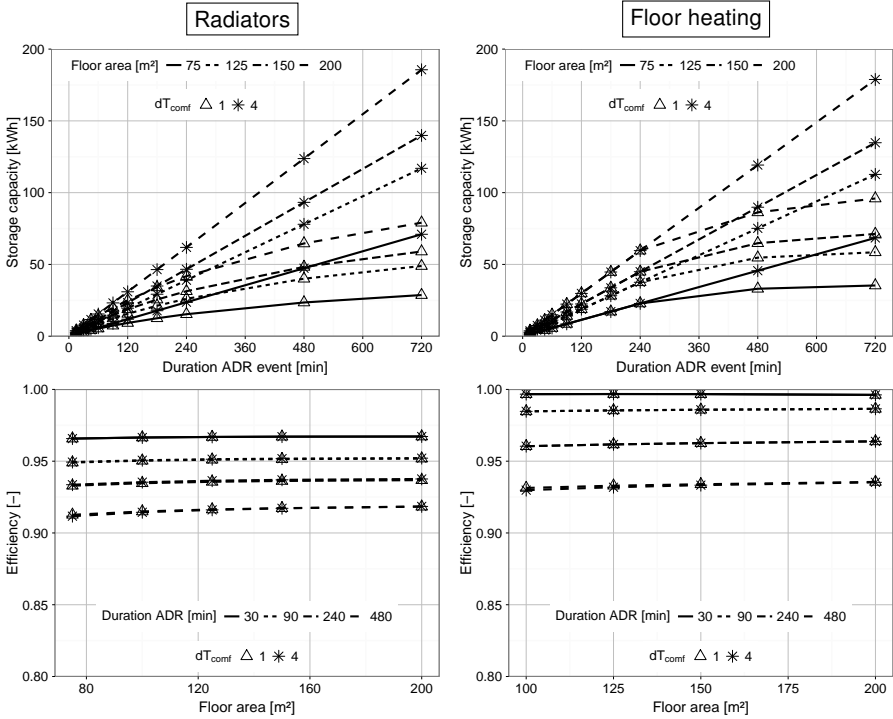 Radiators
Floor heating
200
150
100
50
0
Storage capacity [kWh]
Floor area [m²] 75 125 150 200
dTcomf 1 4
0 120 240 360 480 600 720
Duration ADR event [min]
200
150
100
50
0
Storage capacity [kWh]
Floor area [m²] 75 125 150 200
dTcomf 1 4
0 120 240 360 480 600 720
Duration ADR event [min]
1.00
0.95
0.90
0.85
0.80
Efficiency [–]
Duration ADR [min] 30 90 240 480
dTcomf 1 4
80 120 160 200
Floor area [m²]
1.00
0.95
0.90
0.85
0.80
Efficiency [–]
Duration ADR [min] 30 90 240 480
dTcomf 1 4
100 125 150 175 200
Floor area [m²]